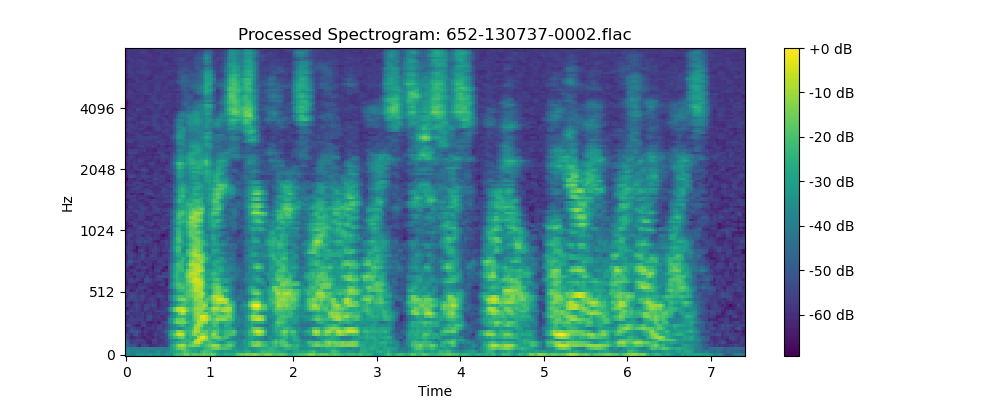 Processed Spectrogram: 652-130737-0002.flac
Hz
4096
2048
1024
512
0
0 1 2 3 4 5 6 7
Time
+0 dB
-10 dB
-20 dB
-30 dB
-40 dB
-50 dB
-60 dB